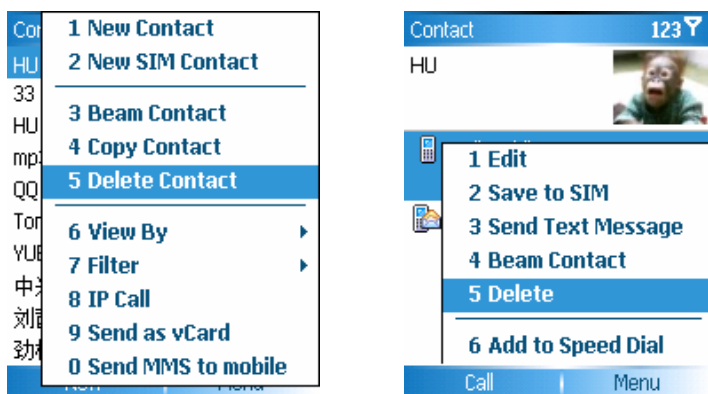 1 New Contact
2 New SIM Contact
3 Beam Contact
4 Copy Contact
5 Delete Contact
6 View By
7 Filter
8 IP Call
9 Send as vCard
0 Send MMS to mobile
HU
33
HU
QQ
Contact 123
HU
1 Edit
2 Save to SIM
3 Send Text Message
4 Beam Contact
5 Delete
6 Add to Speed Dial
Call Menu